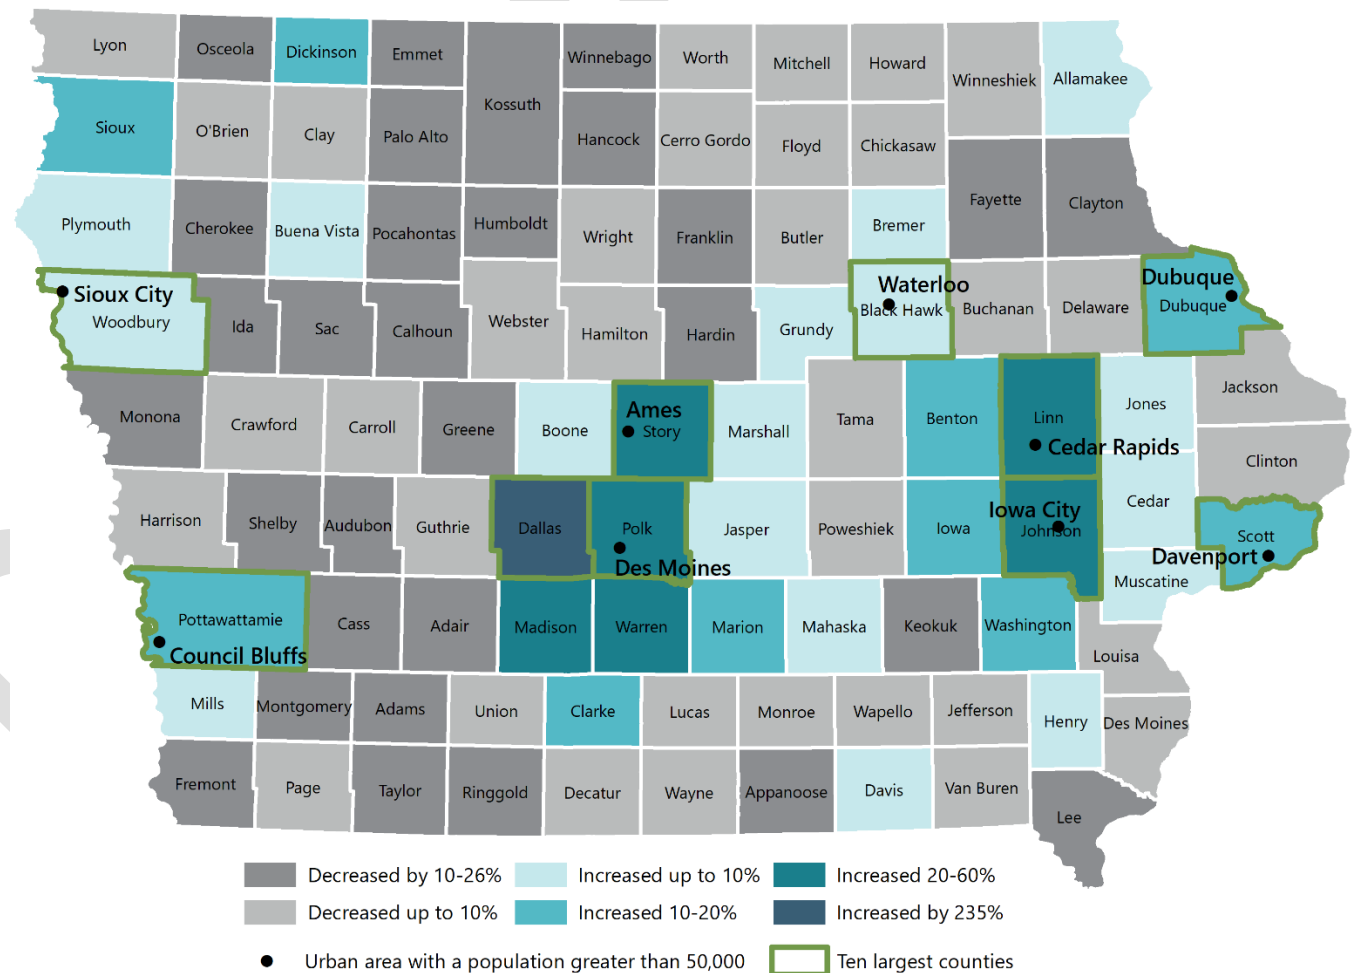 Lyon
Osceola
Dickinson
Emmet
Kossuth
Winnebago
Worth
Mitchell
Howard
Winneshiek
Allamakee
Sioux
O'Brien
Clay
Palo Alto
Hancock
Cerro Gordo
Floyd
Chickasaw
Fayette
Clayton
Plymouth
Cherokee
Buena Vista
Pocahontas
Humboldt
Wright
Franklin
Butler
Bremer
Sioux City
Woodbury
Ida
Sac
Calhoun
Webster
Hamilton
Hardin
Grundy
Waterloo
Black Hawk
Buchanan
Delaware
Dubuque
Dubuque
Monona
Crawford
Carroll
Greene
Boone
Ames
Story
Marshall
Tama
Benton
Linn
Cedar Rapids
Jones
Jackson
Clinton
Harrison
Shelby
Audubon
Guthrie
Dallas
Polk
Des Moines
Jasper
Poweshiek
Iowa
Iowa City
Johnson
Cedar
Scott
Davenport
Muscatine
Pottawattamie
Council Bluffs
Cass
Adair
Madison
Warren
Marion
Mahaska
Keokuk
Washington
Louisa
Mills
Montgomery
Adams
Union
Clarke
Lucas
Monroe
Wapello
Jefferson
Henry
Des Moines
Fremont
Page
Taylor
Ringgold
Decatur
Wayne
Appanoose
Davis
Van Buren
Lee
Decreased by 10-26%
Increased up to 10%
Increased 20-60%
Decreased up to 10%
Increased 10-20%
Increased by 235%
Urban area with a population greater than 50,000
Ten largest counties